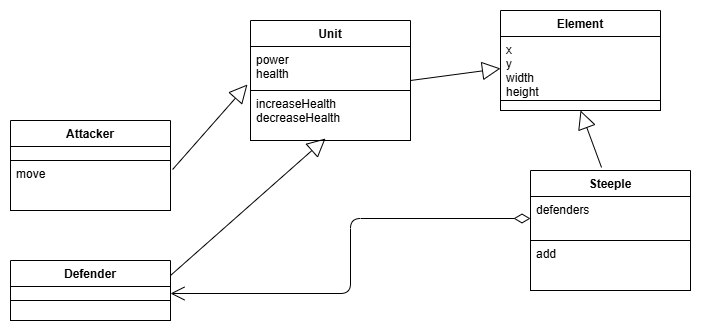 Unit
power
health
increaseHealth
decreaseHealth
Element
x
y
width
height
Attacker
move
Steeple
defenders
add
Defender